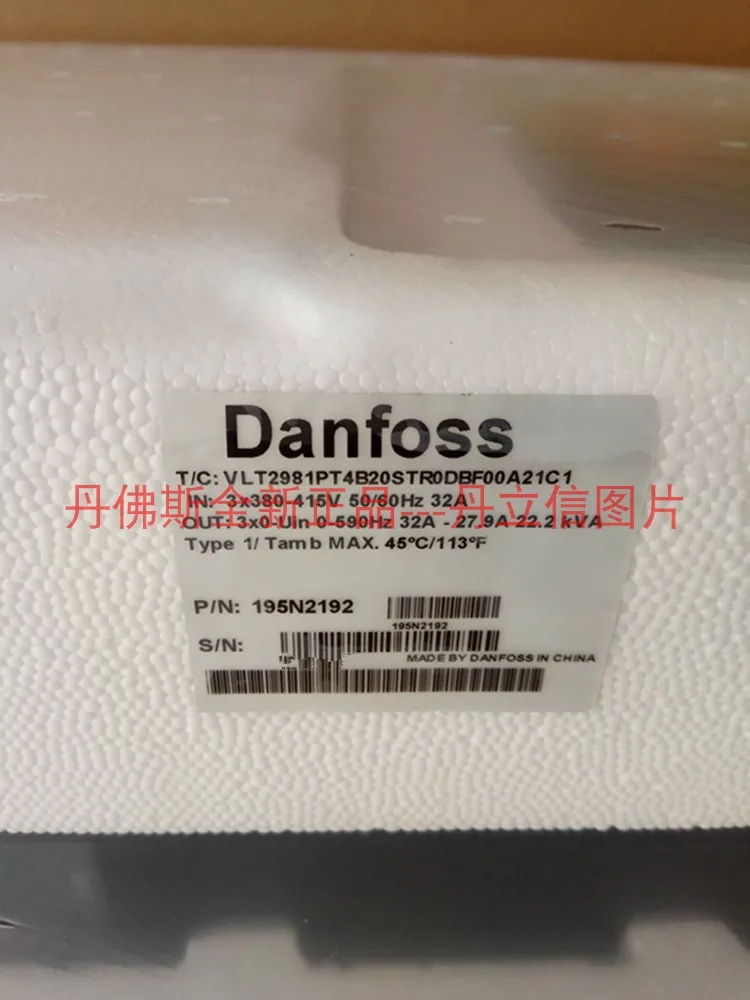 Danfoss
T/C: VLT2981PT4B20STR0DBF00A21C1
IN: 3x380-415V 50/60Hz 32A
丹佛斯全新正品---丹立信图片
OUT: 3x0-Uin 0-590Hz 32A - 27.9A 22.2 kVA
Type 1/ Tamb MAX. 45°C/113°F
P/N: 195N2192
195N2192
S/N:
MADE BY DANFOSS IN CHINA